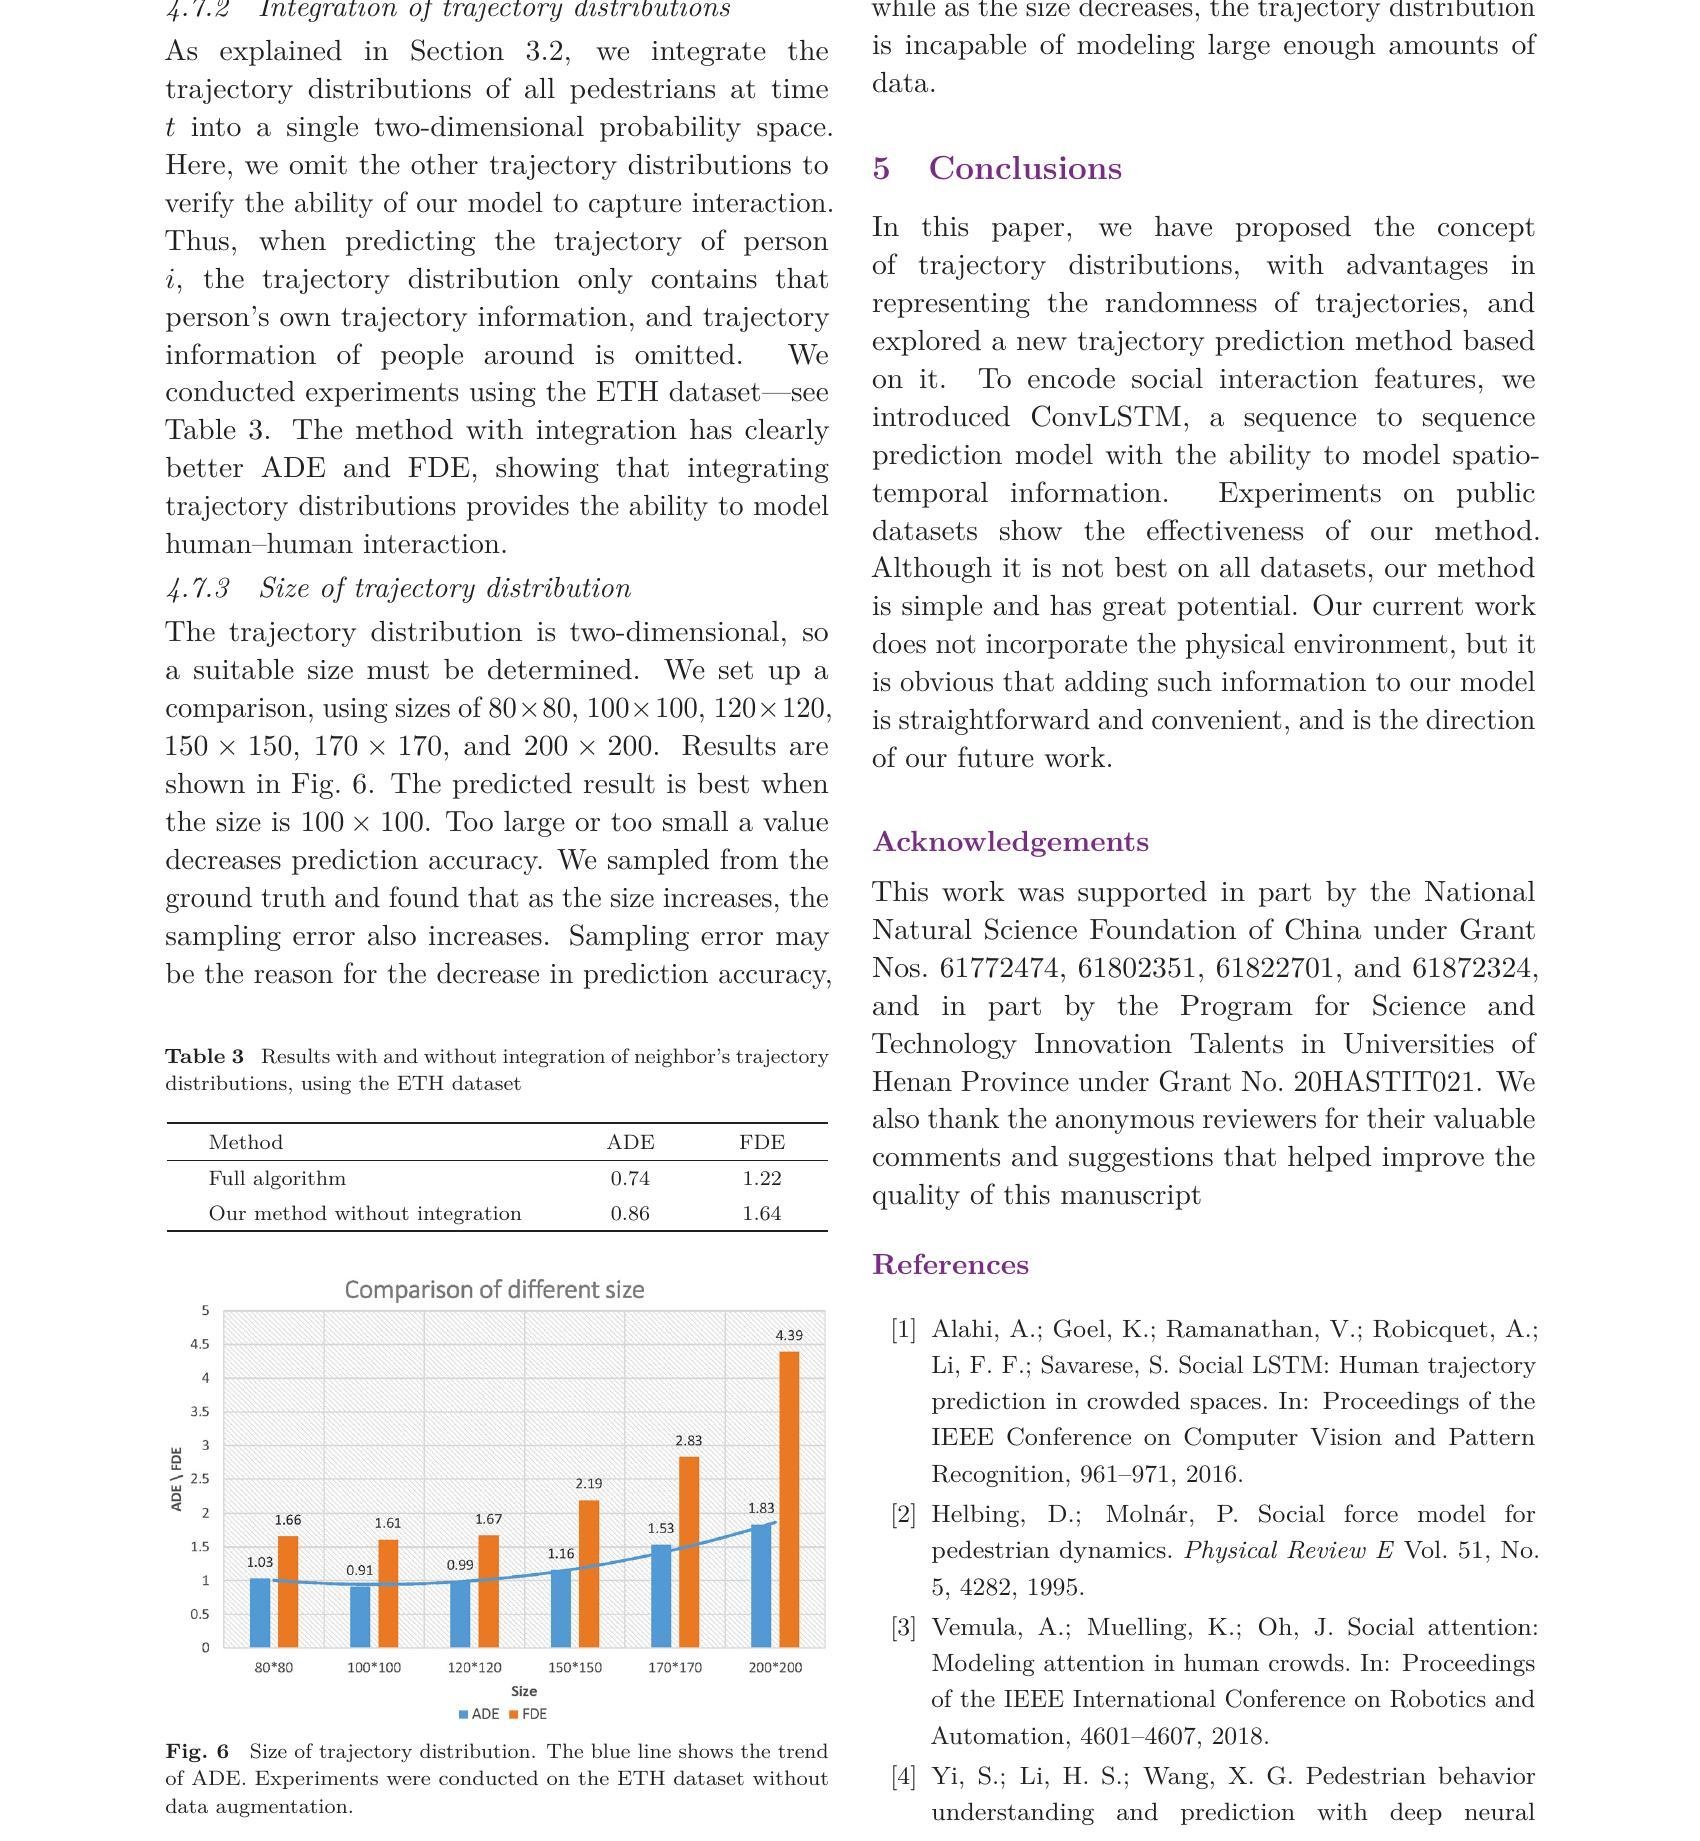 4.7.2 Integration of trajectory distributions
As explained in Section 3.2, we integrate the
trajectory distributions of all pedestrians at time
t into a single two-dimensional probability space.
Here, we omit the other trajectory distributions to
verify the ability of our model to capture interaction.
Thus, when predicting the trajectory of person
i, the trajectory distribution only contains that
person's own trajectory information, and trajectory
information of people around is omitted. We
conducted experiments using the ETH dataset—see
Table 3. The method with integration has clearly
better ADE and FDE, showing that integrating
trajectory distributions provides the ability to model
human–human interaction.
4.7.3 Size of trajectory distribution
The trajectory distribution is two-dimensional, so
a suitable size must be determined. We set up a
comparison, using sizes of 80×80, 100×100, 120×120,
150 × 150, 170 × 170, and 200 × 200. Results are
shown in Fig. 6. The predicted result is best when
the size is 100 × 100. Too large or too small a value
decreases prediction accuracy. We sampled from the
ground truth and found that as the size increases, the
sampling error also increases. Sampling error may
be the reason for the decrease in prediction accuracy,
Table 3 Results with and without integration of neighbor's trajectory
distributions, using the ETH dataset
Method ADE FDE
Full algorithm 0.74 1.22
Our method without integration 0.86 1.64
Comparison of different size
5
4.5
4
3.5
3
2.5
2
1.5
1
0.5
0
ADE \ FDE
1.03 1.66
0.91 1.61
0.99 1.67
1.16 2.19
1.53 2.83
1.83 4.39
80*80 100*100 120*120 150*150 170*170 200*200
Size
ADE FDE
Fig. 6 Size of trajectory distribution. The blue line shows the trend
of ADE. Experiments were conducted on the ETH dataset without
data augmentation.
while as the size decreases, the trajectory distribution
is incapable of modeling large enough amounts of
data.
5 Conclusions
In this paper, we have proposed the concept
of trajectory distributions, with advantages in
representing the randomness of trajectories, and
explored a new trajectory prediction method based
on it. To encode social interaction features, we
introduced ConvLSTM, a sequence to sequence
prediction model with the ability to model spatio-
temporal information. Experiments on public
datasets show the effectiveness of our method.
Although it is not best on all datasets, our method
is simple and has great potential. Our current work
does not incorporate the physical environment, but it
is obvious that adding such information to our model
is straightforward and convenient, and is the direction
of our future work.
Acknowledgements
This work was supported in part by the National
Natural Science Foundation of China under Grant
Nos. 61772474, 61802351, 61822701, and 61872324,
and in part by the Program for Science and
Technology Innovation Talents in Universities of
Henan Province under Grant No. 20HASTIT021. We
also thank the anonymous reviewers for their valuable
comments and suggestions that helped improve the
quality of this manuscript
References
[1] Alahi, A.; Goel, K.; Ramanathan, V.; Robicquet, A.;
Li, F. F.; Savarese, S. Social LSTM: Human trajectory
prediction in crowded spaces. In: Proceedings of the
IEEE Conference on Computer Vision and Pattern
Recognition, 961–971, 2016.
[2] Helbing, D.; Molnár, P. Social force model for
pedestrian dynamics. Physical Review E Vol. 51, No.
5, 4282, 1995.
[3] Vemula, A.; Muelling, K.; Oh, J. Social attention:
Modeling attention in human crowds. In: Proceedings
of the IEEE International Conference on Robotics and
Automation, 4601–4607, 2018.
[4] Yi, S.; Li, H. S.; Wang, X. G. Pedestrian behavior
understanding and prediction with deep neural